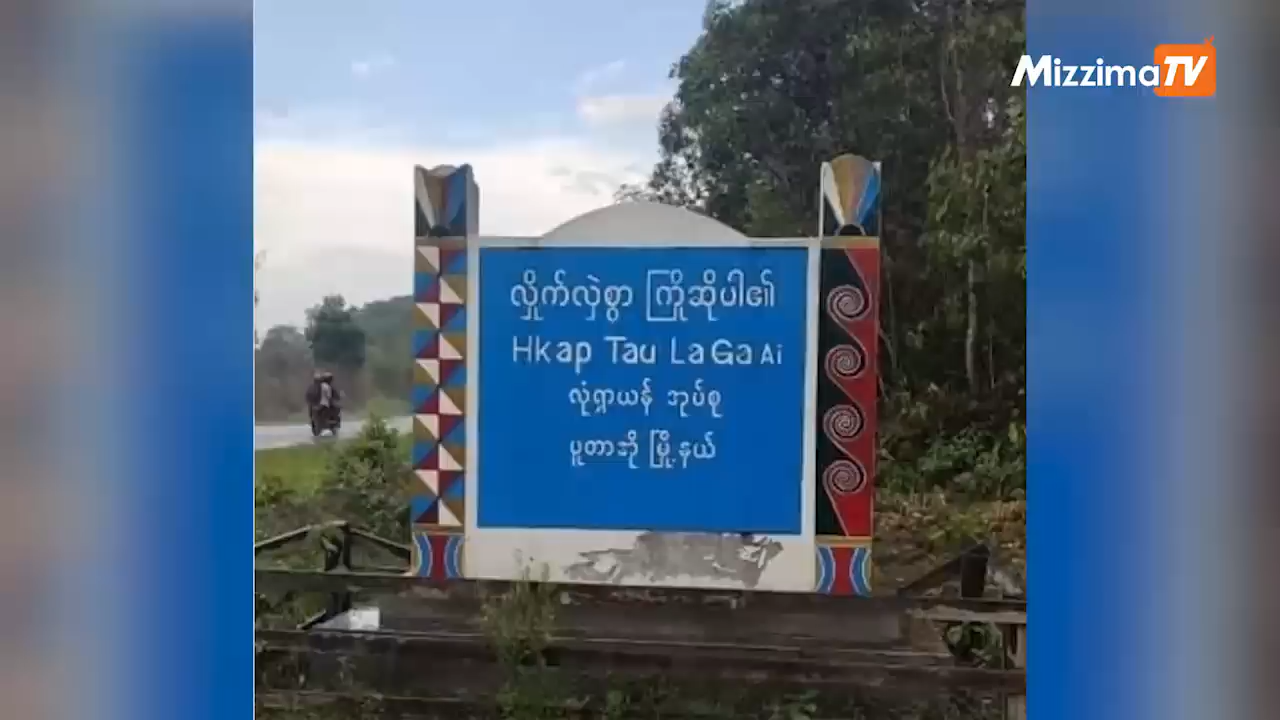 MizzimaTV
လှိုက်လှဲစွာ ကြိုဆိုပါ၏
Hkap Tau La Ga Ai
လုံရှာယန် အုပ်စု
ပူတာအို မြို့နယ်